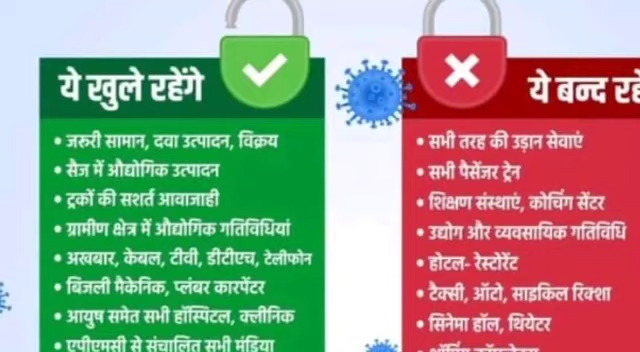 ये खुले रहेंगे
• जरुरी सामान, दवा उत्पादन, विक्रय
• सैज में औद्योगिक उत्पादन
• ट्रकों की सशर्त आवाजाही
• ग्रामीण क्षेत्र में औद्योगिक गतिविधियां
• अखबार, केबल, टीवी, डीटीएच, टेलीफोन
• बिजली मैकेनिक, प्लंबर कारपेंटर
• आयुष समेत सभी हॉस्पिटल, क्लीनिक
• एपीएमसी से संचालित सभी मंडिया
ये बन्द
• सभी तरह की उड़ान सेवाएं
• सभी पैसेंजर ट्रेन
• शिक्षण संस्थाएं, कोचिंग सेंटर
• उद्योग और व्यवसायिक गतिविधि
• होटल- रेस्टोरेंट
• टैक्सी, ऑटो, साइकिल रिक्शा
• सिनेमा हॉल, थियेटर